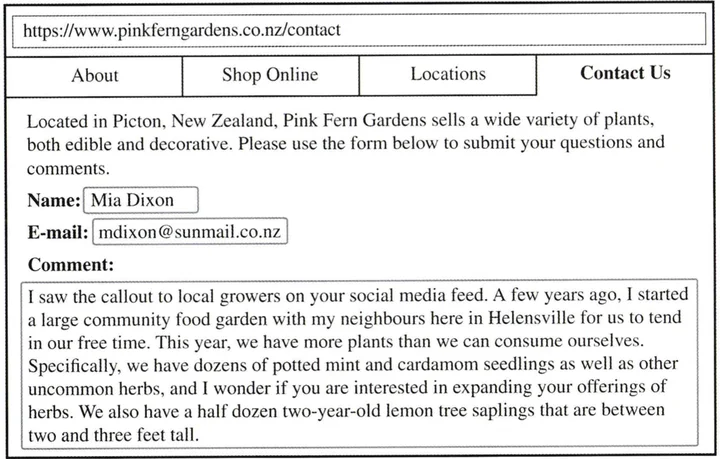 https://www.pinkferngardens.co.nz/contact
About Shop Online Locations Contact Us
Located in Picton, New Zealand, Pink Fern Gardens sells a wide variety of plants,
both edible and decorative. Please use the form below to submit your questions and
comments.
Name: Mia Dixon
E-mail: mdixon@sunmail.co.nz
Comment:
I saw the callout to local growers on your social media feed. A few years ago, I started
a large community food garden with my neighbours here in Helensville for us to tend
in our free time. This year, we have more plants than we can consume ourselves.
Specifically, we have dozens of potted mint and cardamom seedlings as well as other
uncommon herbs, and I wonder if you are interested in expanding your offerings of
herbs. We also have a half dozen two-year-old lemon tree saplings that are between
two and three feet tall.